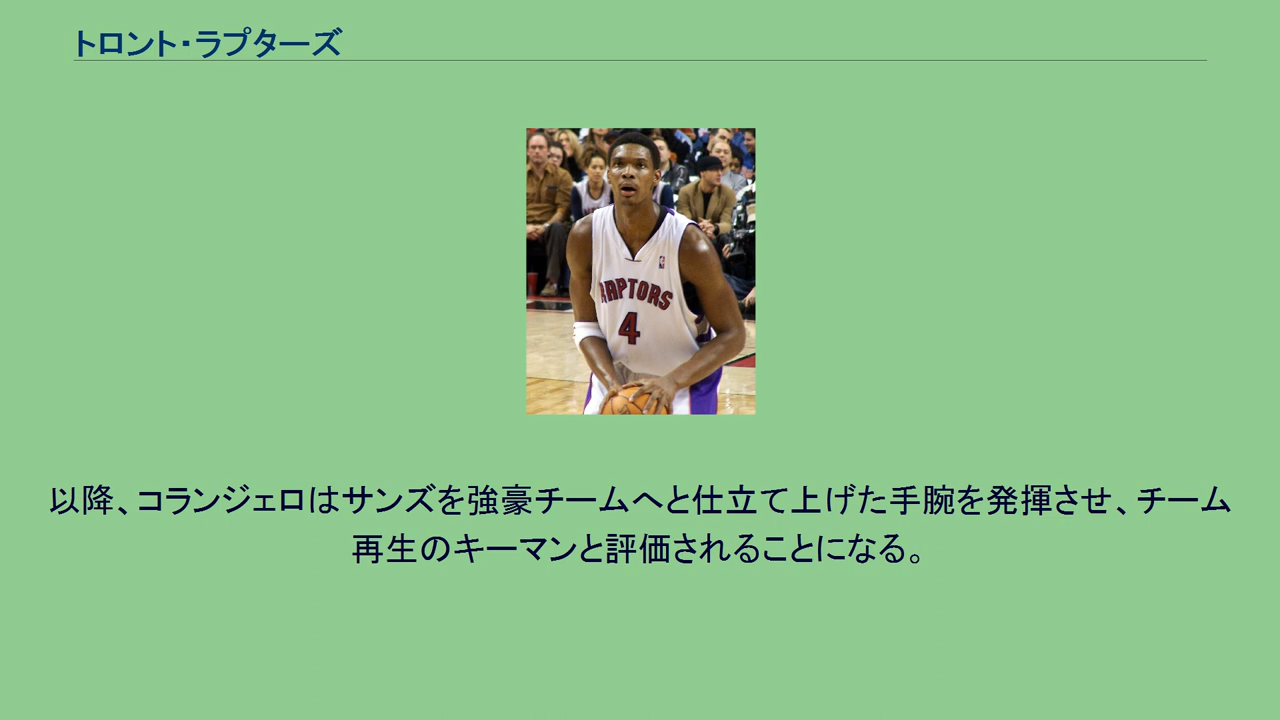 トロント・ラプターズ
RAPTORS
4
以降、コランジェロはサンズを強豪チームへと仕立て上げた手腕を発揮させ、チーム
再生のキーマンと評価されることになる。